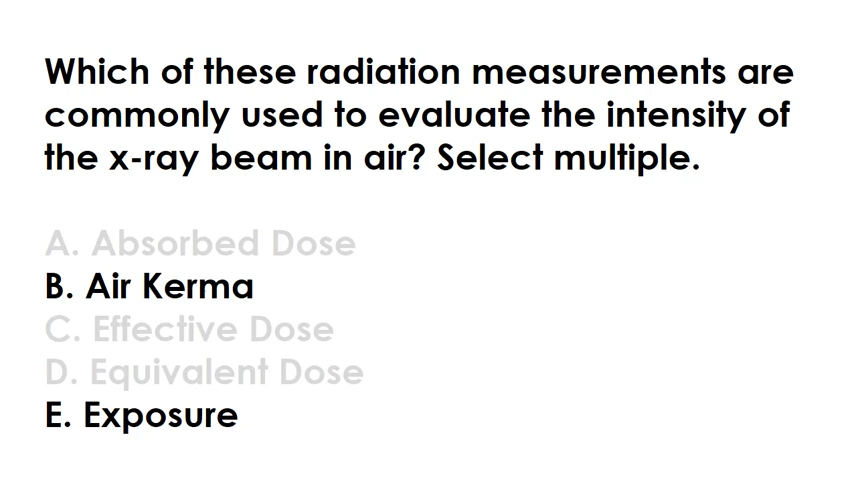 Which of these radiation measurements are
commonly used to evaluate the intensity of
the x-ray beam in air? Select multiple.
A. Absorbed Dose
B. Air Kerma
C. Effective Dose
D. Equivalent Dose
E. Exposure